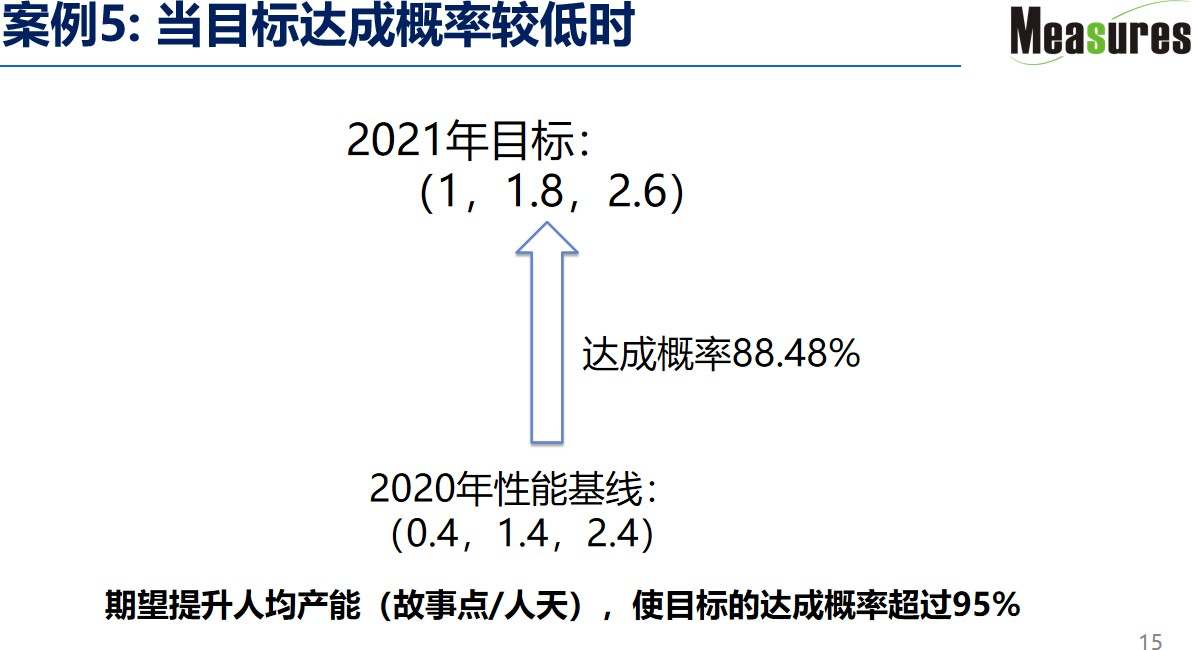 案例5: 当目标达成概率较低时
Measures
2021年目标：
（1，1.8，2.6）
达成概率88.48%
2020年性能基线：
（0.4，1.4，2.4）
期望提升人均产能（故事点/人天），使目标的达成概率超过95%
15